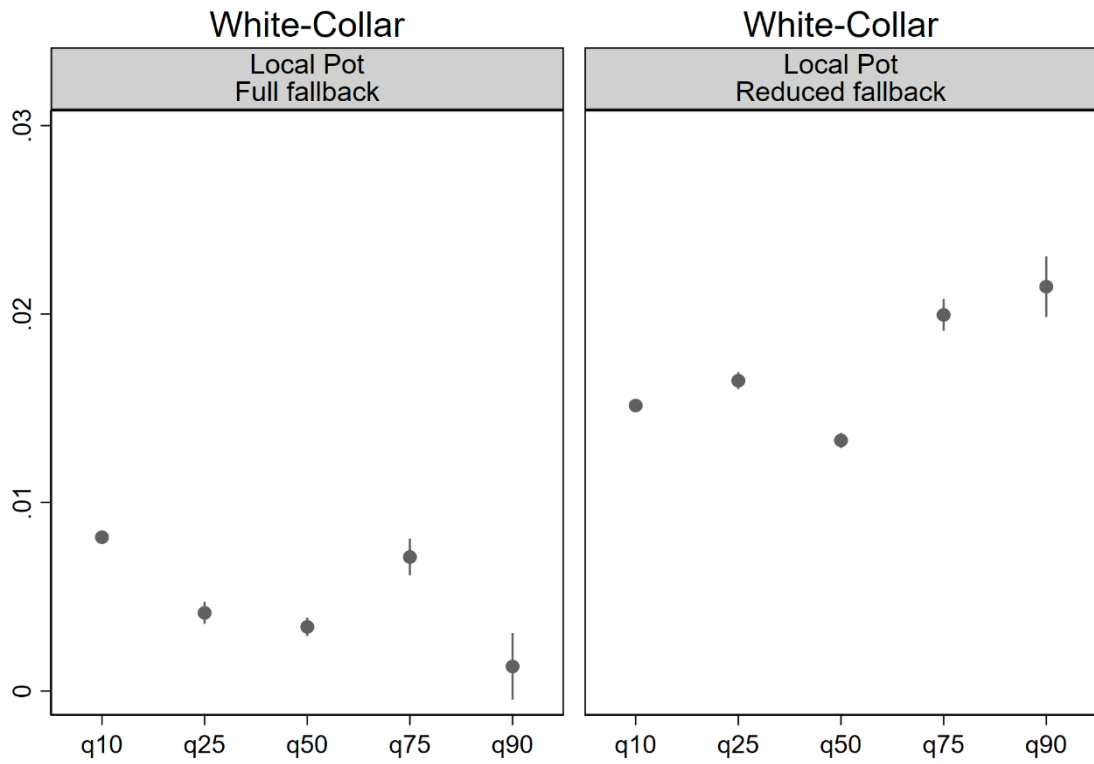 White-Collar
Local Pot
Full fallback
White-Collar
Local Pot
Reduced fallback
.03
.02
.01
0
q10 q25 q50 q75 q90
q10 q25 q50 q75 q90